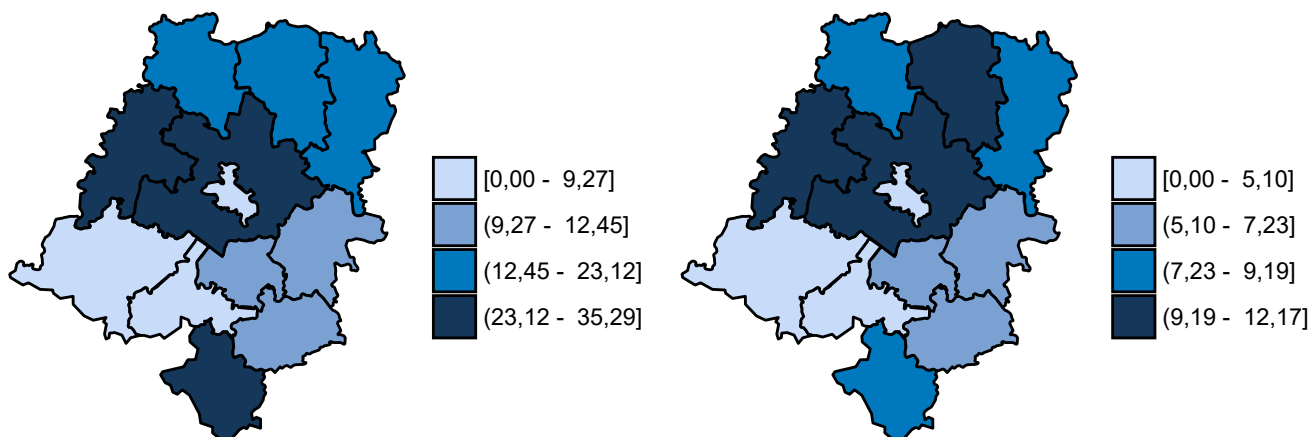 [0,00 - 9,27]
(9,27 - 12,45]
(12,45 - 23,12]
(23,12 - 35,29]
[0,00 - 5,10]
(5,10 - 7,23]
(7,23 - 9,19]
(9,19 - 12,17]